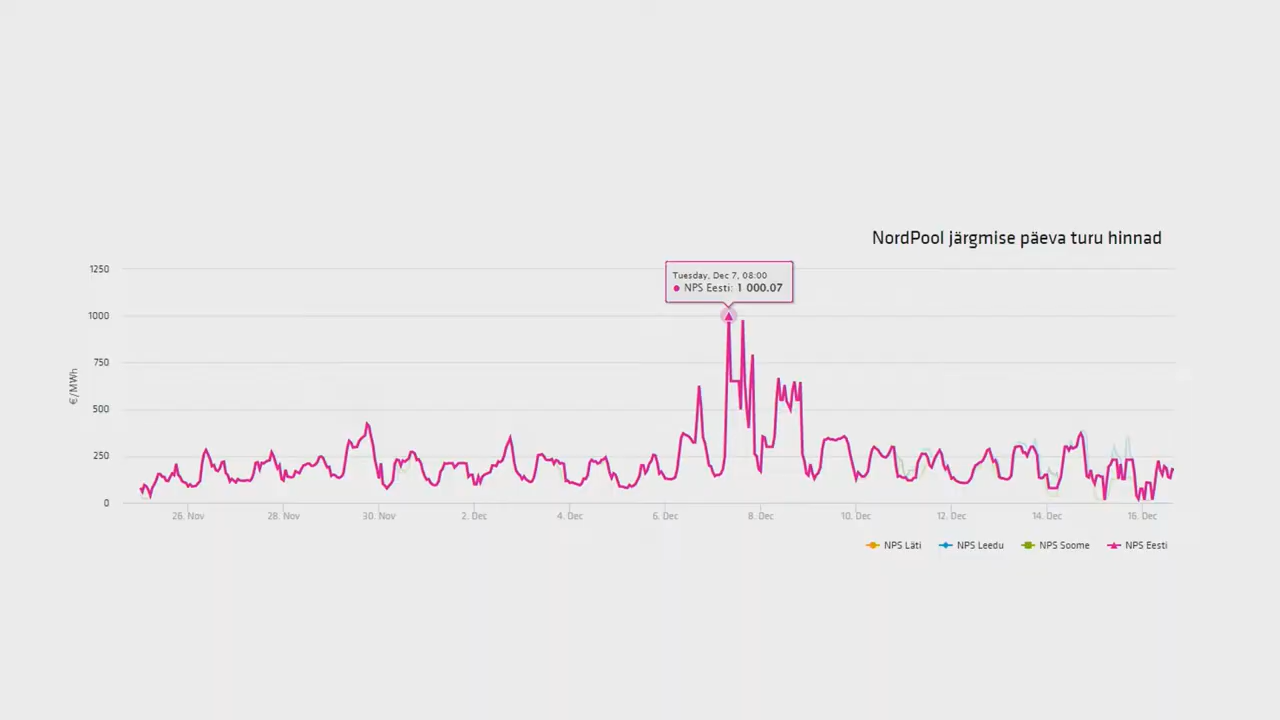 NordPool järgmise päeva turu hinnad
1250
1000
750
500
250
0
€/MWh
Tuesday, Dec 7, 08:00
NPS Eesti: 1 000.07
26. Nov
28. Nov
30. Nov
2. Dec
4. Dec
6. Dec
8. Dec
10. Dec
12. Dec
14. Dec
16. Dec
NPS Läti
NPS Leedu
NPS Soome
NPS Eesti